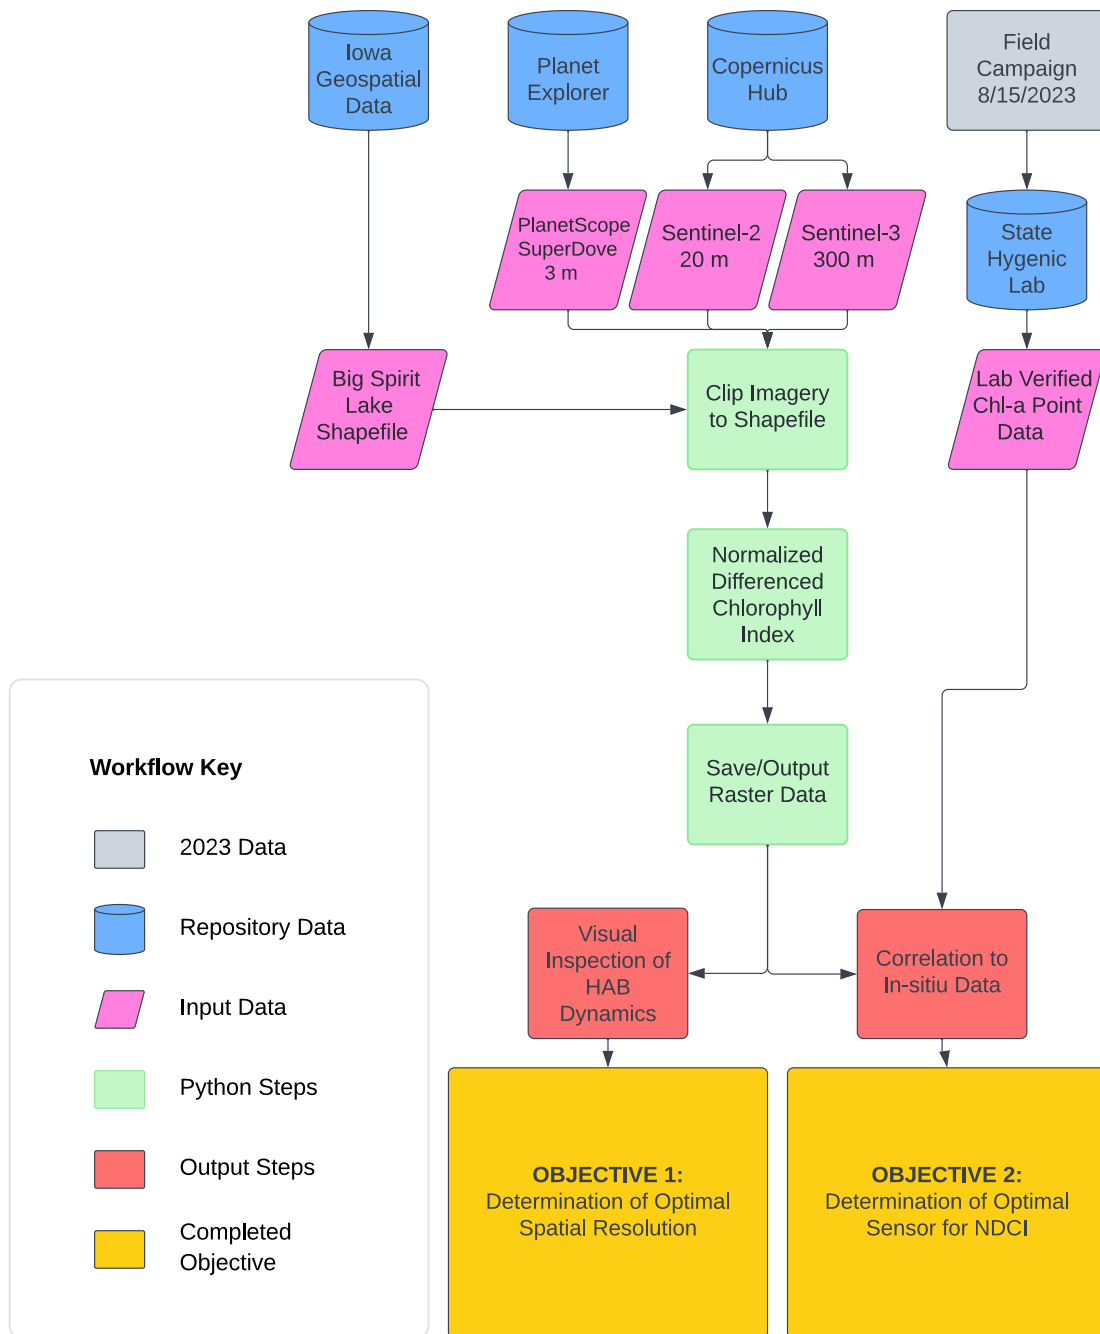 Iowa
Geospatial
Data
Planet
Explorer
Copernicus
Hub
Field
Campaign
8/15/2023
PlanetScope
SuperDove
3 m
Sentinel-2
20 m
Sentinel-3
300 m
State
Hygenic
Lab
Big Spirit
Lake
Shapefile
Clip Imagery
to Shapefile
Lab Verified
Chl-a Point
Data
Normalized
Differenced
Chlorophyll
Index
Save/Output
Raster Data
Workflow Key
2023 Data
Repository Data
Input Data
Python Steps
Output Steps
Completed
Objective
Visual
Inspection of
HAB
Dynamics
Correlation to
In-sitiu Data
OBJECTIVE 1:
Determination of Optimal
Spatial Resolution
OBJECTIVE 2:
Determination of Optimal
Sensor for NDCI